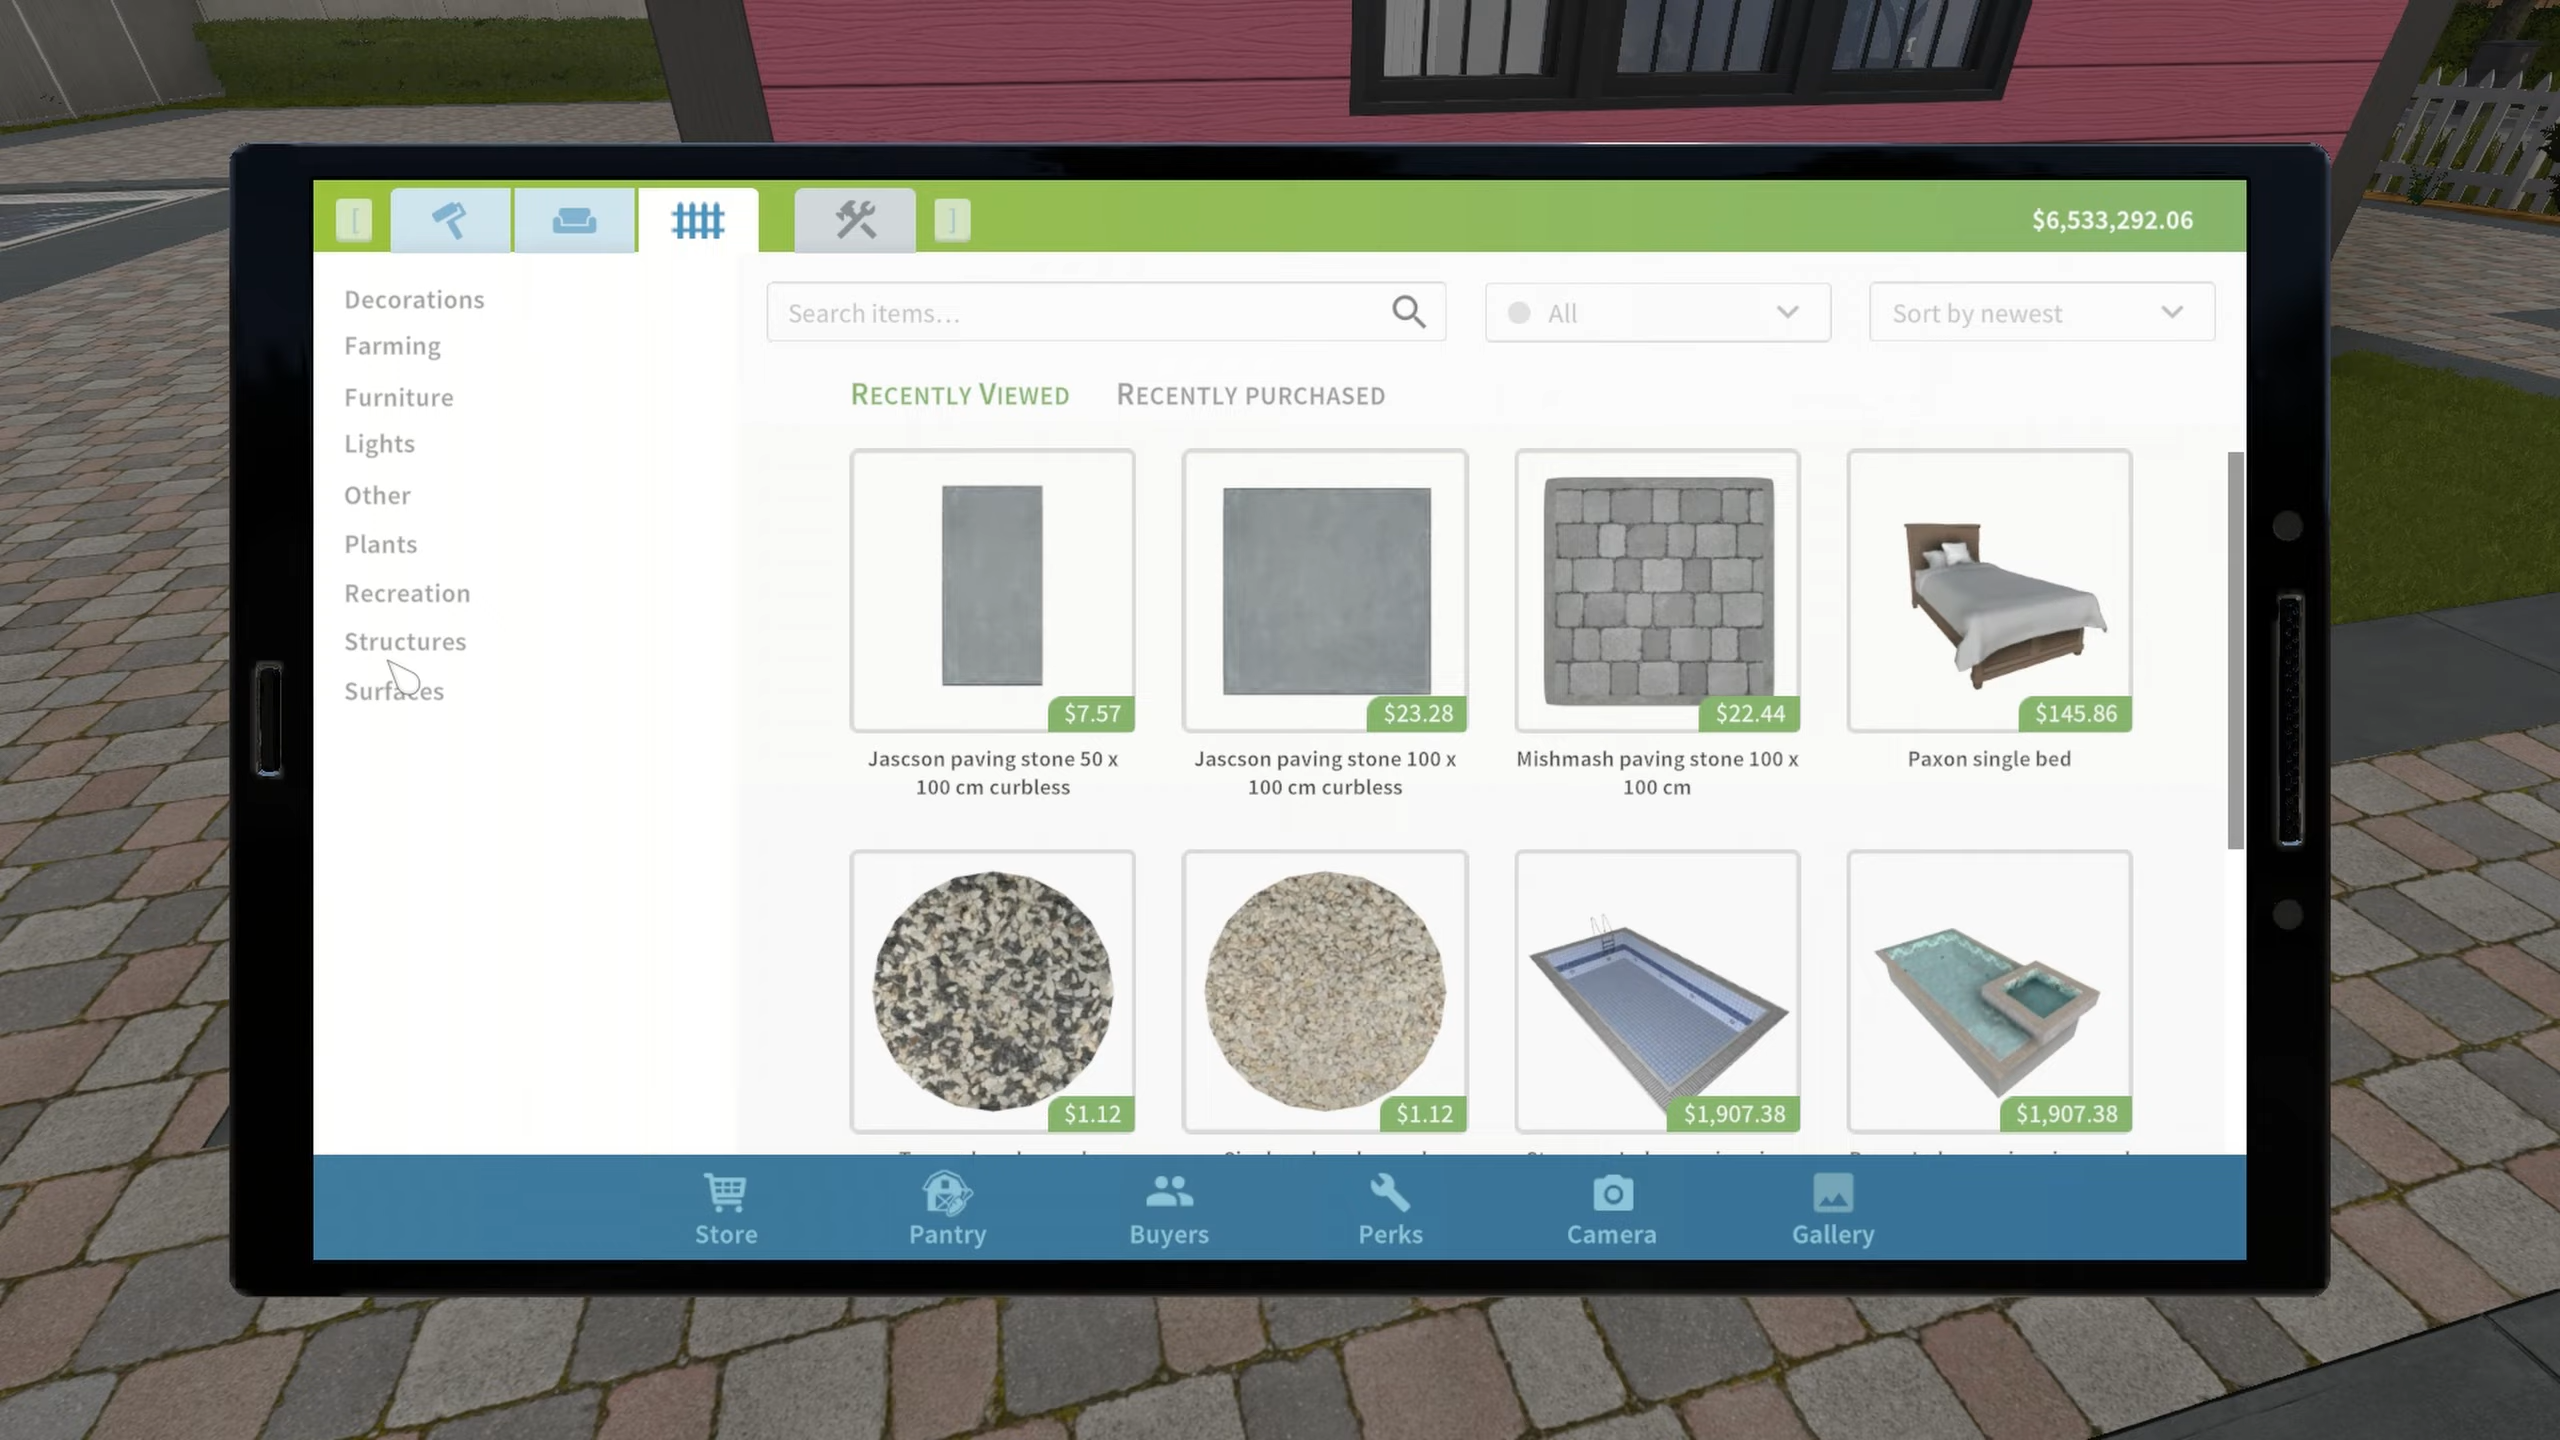 [
]
$6,533,292.06
Decorations
Farming
Furniture
Lights
Other
Plants
Recreation
Structures
Surfaces
Search items...
All
Sort by newest
RECENTLY VIEWED
RECENTLY PURCHASED
$7.57
$23.28
$22.44
$145.86
Jascson paving stone 50 x
100 cm curbless
Jascson paving stone 100 x
100 cm curbless
Mishmash paving stone 100 x
100 cm
Paxon single bed
$1.12
$1.12
$1,907.38
$1,907.38
Store
Pantry
Buyers
Perks
Camera
Gallery